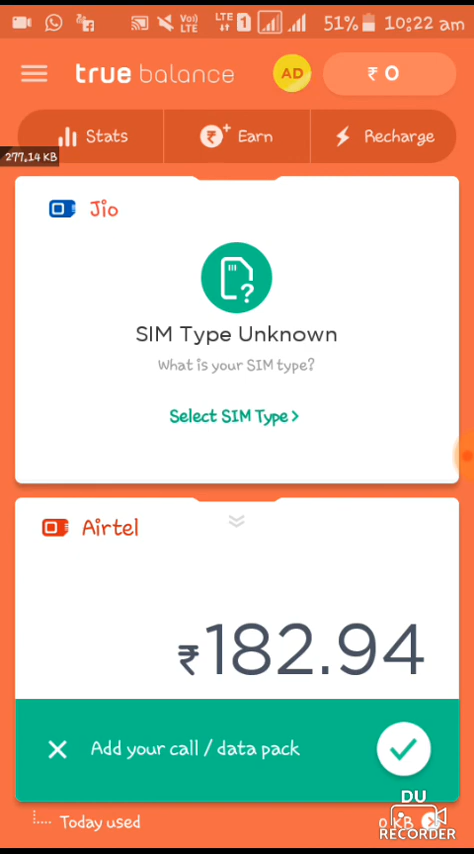 Vo))
LTE
LTE
1
51%
10:22 am
true balance
AD
₹ 0
Stats
₹+ Earn
Recharge
277.14 KB
Jio
?
SIM Type Unknown
What is your SIM type?
Select SIM Type >
Airtel
₹182.94
Add your call / data pack
DU
Today used
0 KB
RECORDER